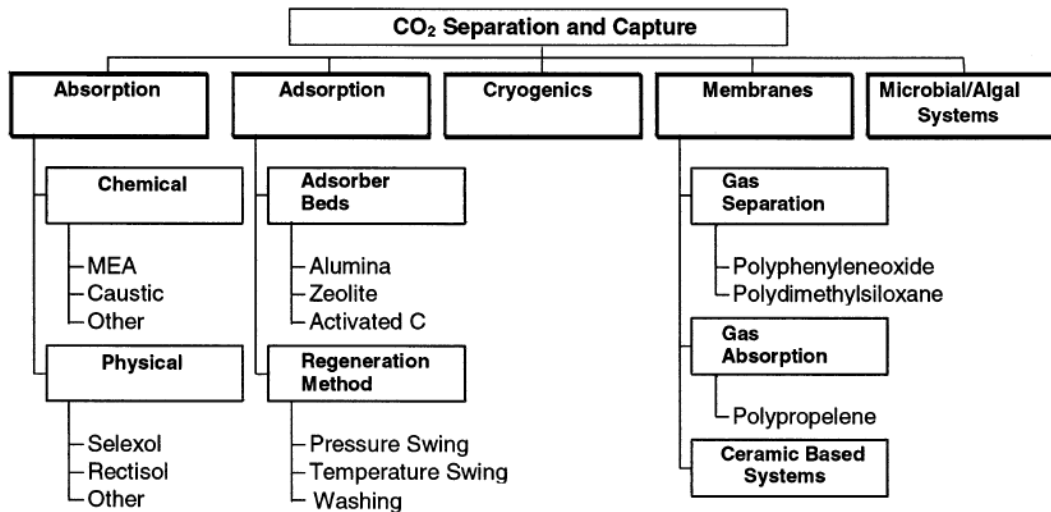 CO₂ Separation and Capture
Absorption
Adsorption
Cryogenics
Membranes
Microbial/Algal
Systems
Chemical
MEA
Caustic
Other
Physical
Selexol
Rectisol
Other
Adsorber
Beds
Alumina
Zeolite
Activated C
Regeneration
Method
Pressure Swing
Temperature Swing
Washing
Gas
Separation
Polyphenyleneoxide
Polydimethylsiloxane
Gas
Absorption
Polypropelene
Ceramic Based
Systems